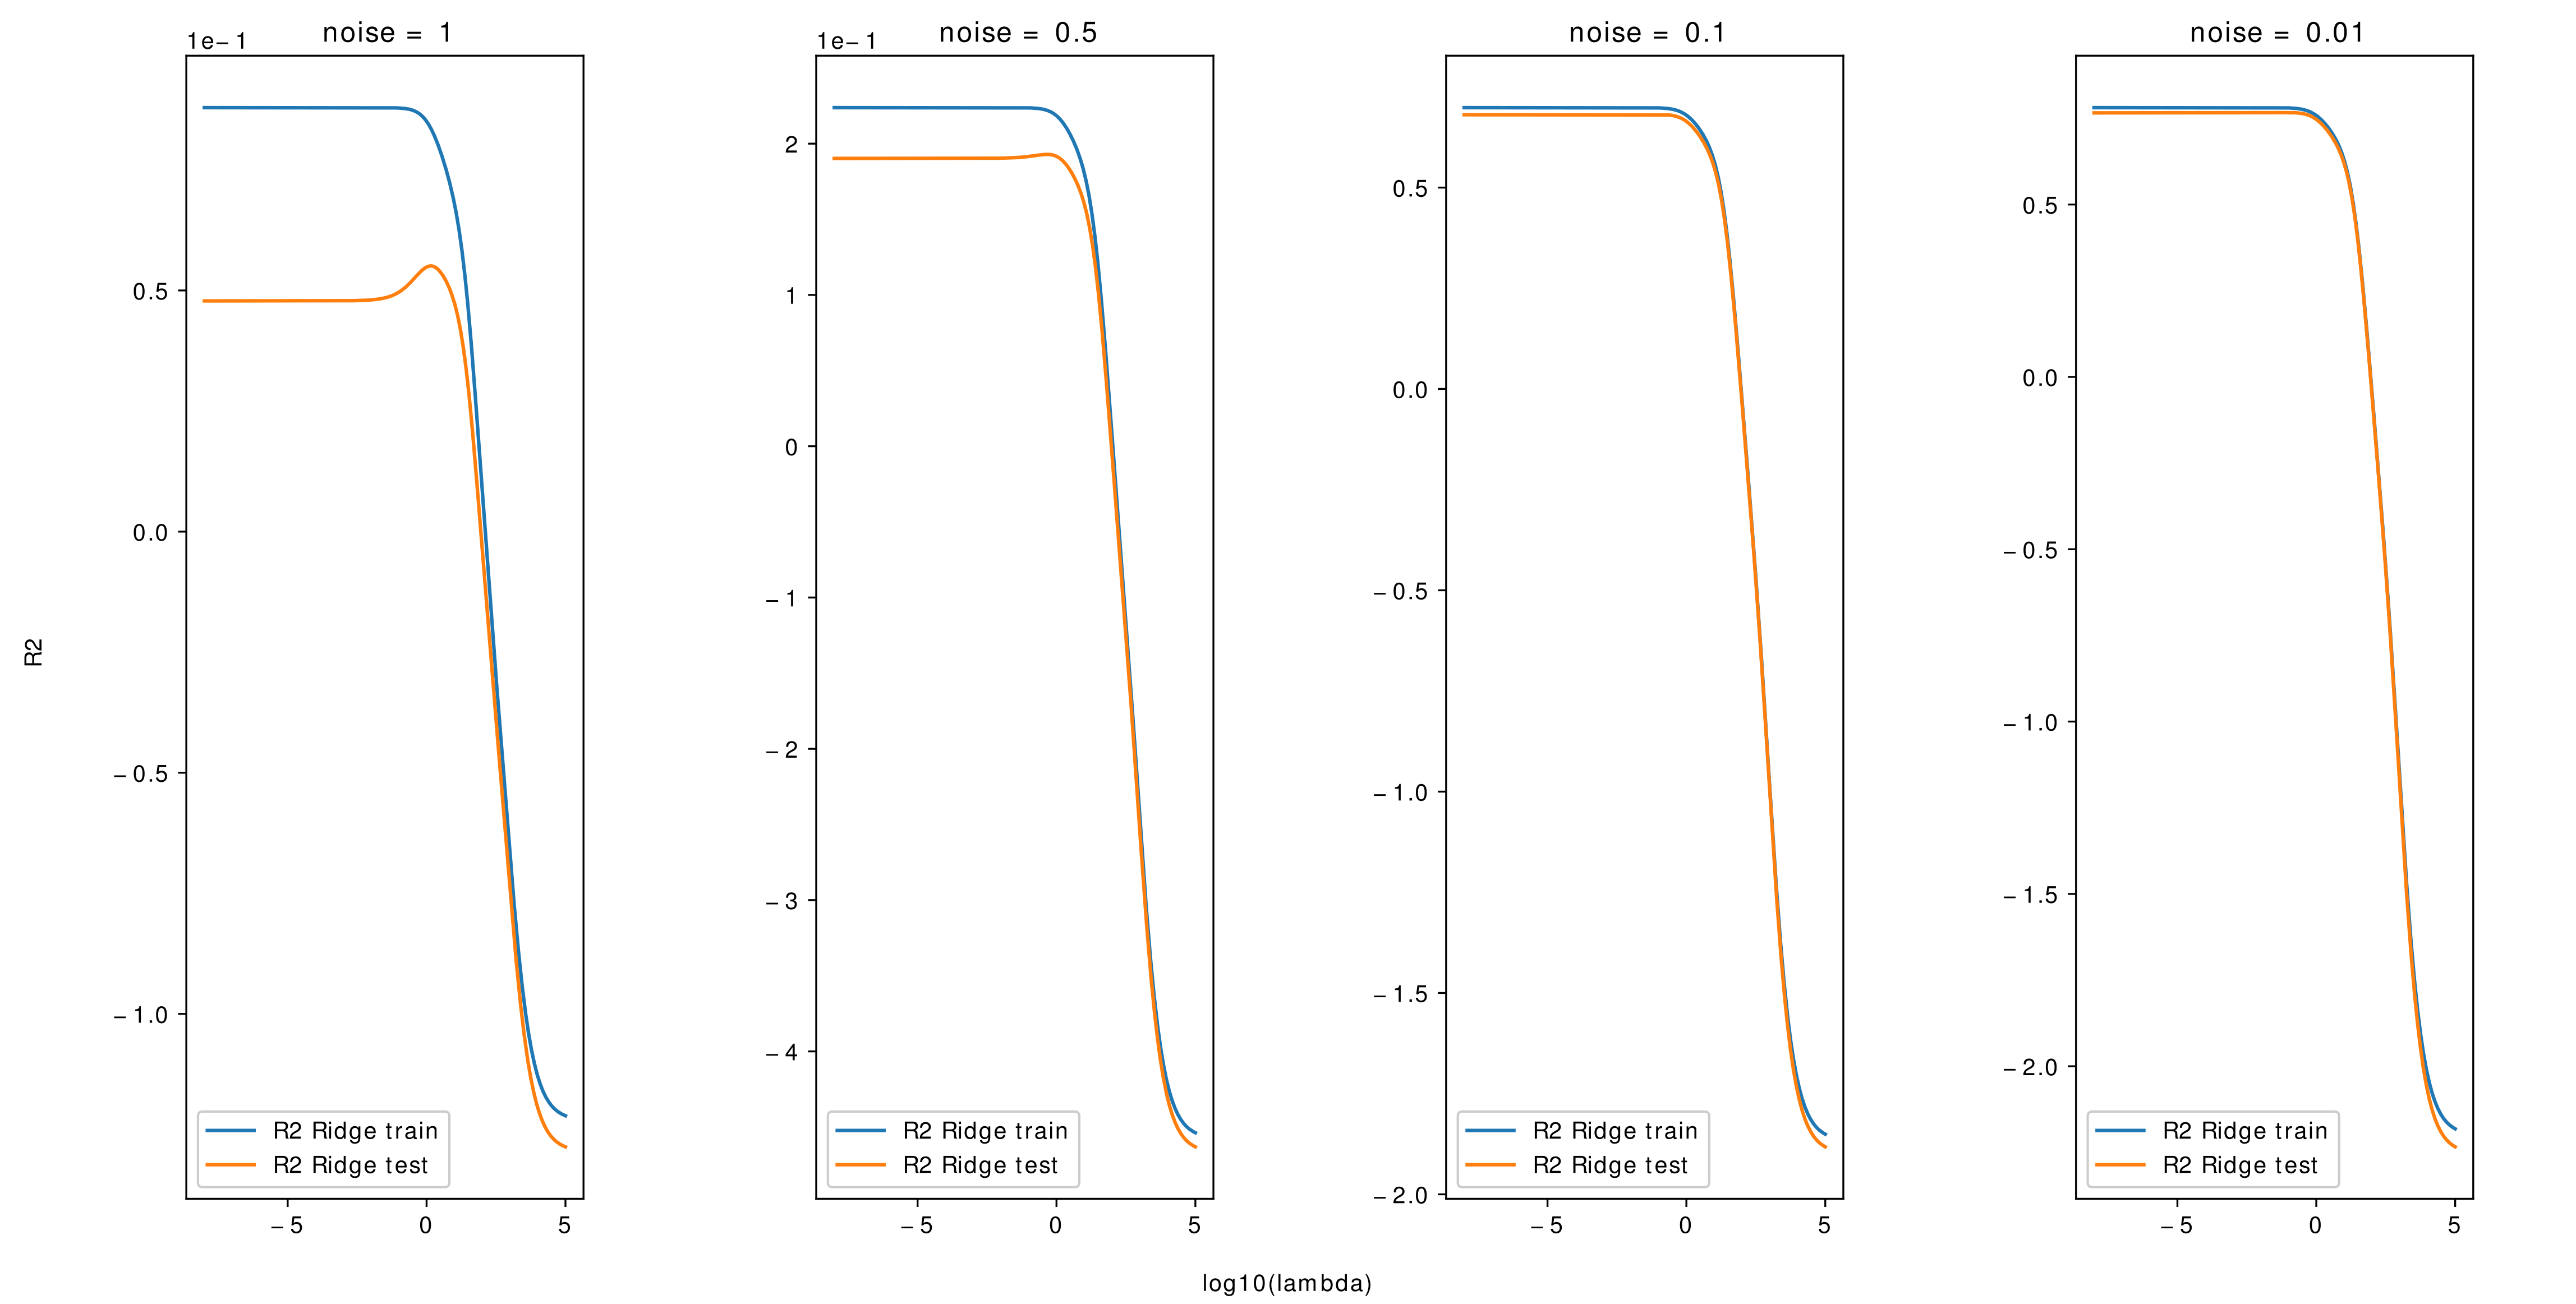 noise = 1
1e−1
0.5
0.0
−0.5
−1.0
R2 Ridge train
R2 Ridge test
−5 0 5
noise = 0.5
1e−1
2
1
0
−1
−2
−3
−4
R2 Ridge train
R2 Ridge test
−5 0 5
noise = 0.1
0.5
0.0
−0.5
−1.0
−1.5
−2.0
R2 Ridge train
R2 Ridge test
−5 0 5
noise = 0.01
0.5
0.0
−0.5
−1.0
−1.5
−2.0
R2 Ridge train
R2 Ridge test
−5 0 5
R2
log10(lambda)